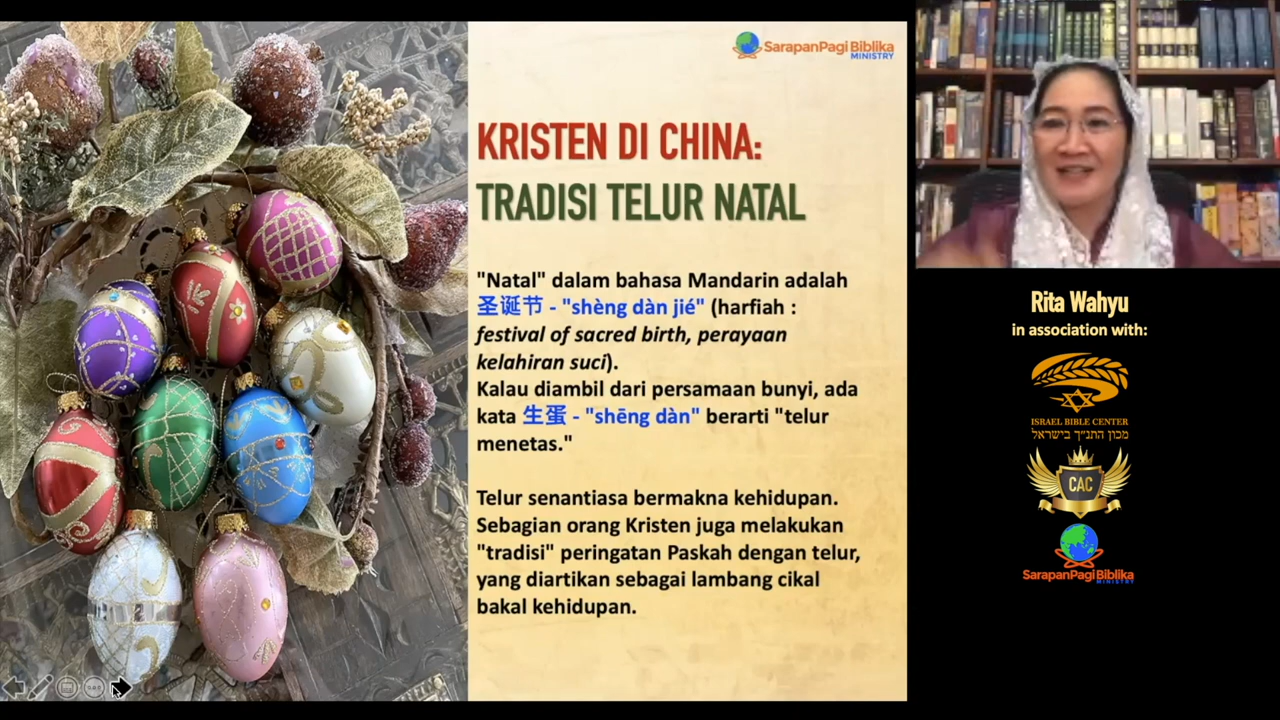 SarapanPagi Biblika
MINISTRY
KRISTEN DI CHINA:
TRADISI TELUR NATAL
"Natal" dalam bahasa Mandarin adalah
圣诞节 - "shèng dàn jié" (harfiah :
festival of sacred birth, perayaan
kelahiran suci).
Kalau diambil dari persamaan bunyi, ada
kata 生蛋 - "shēng dàn" berarti "telur
menetas."
Telur senantiasa bermakna kehidupan.
Sebagian orang Kristen juga melakukan
"tradisi" peringatan Paskah dengan telur,
yang diartikan sebagai lambang cikal
bakal kehidupan.
Rita Wahyu
in association with:
ISRAEL BIBLE CENTER
מכון התנ״ך בישראל
CAC
SarapanPagi Biblika
MINISTRY